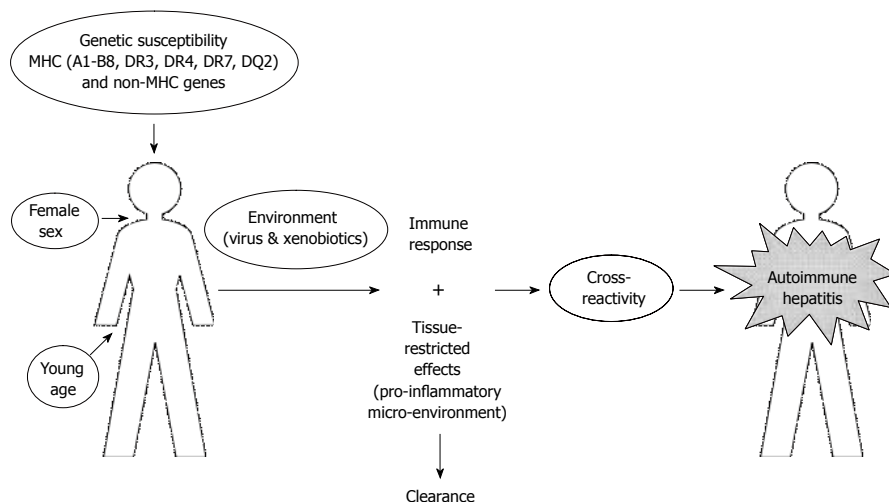 Genetic susceptibility
MHC (A1-B8, DR3, DR4, DR7, DQ2)
and non-MHC genes
Female
sex
Environment
(virus & xenobiotics)
Young
age
Immune
response
+
Tissue-
restricted
effects
(pro-inflammatory
micro-environment)
Clearance
Cross-
reactivity
Autoimmune
hepatitis